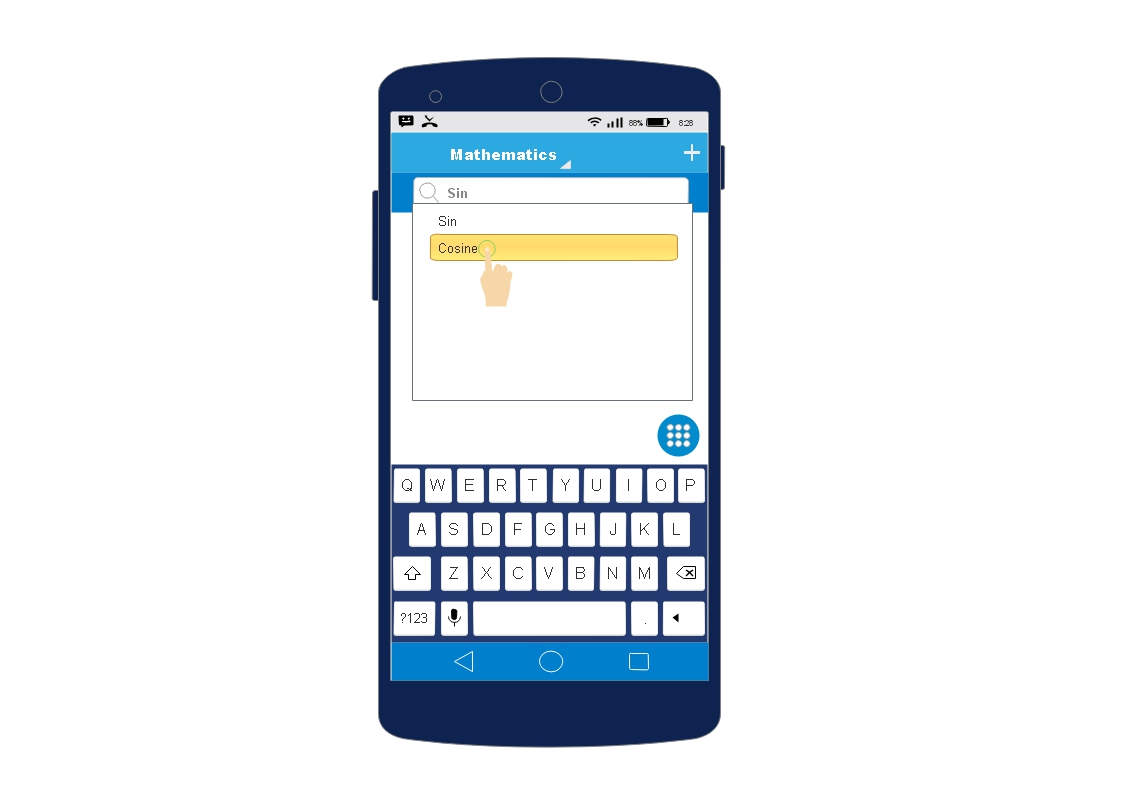 88% 8:28
Mathematics
Sin
Sin
Cosine
Q W E R T Y U I O P
A S D F G H J K L
Z X C V B N M
?123 .